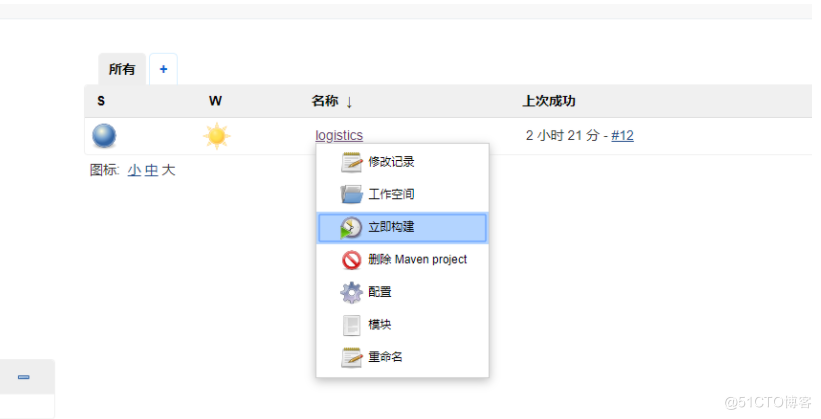 所有 +
S W 名称 ↓ 上次成功
logistics 2 小时 21 分 - #12
图标: 小 中 大
修改记录
工作空间
立即构建
删除 Maven project
配置
模块
重命名
@51CTO博客